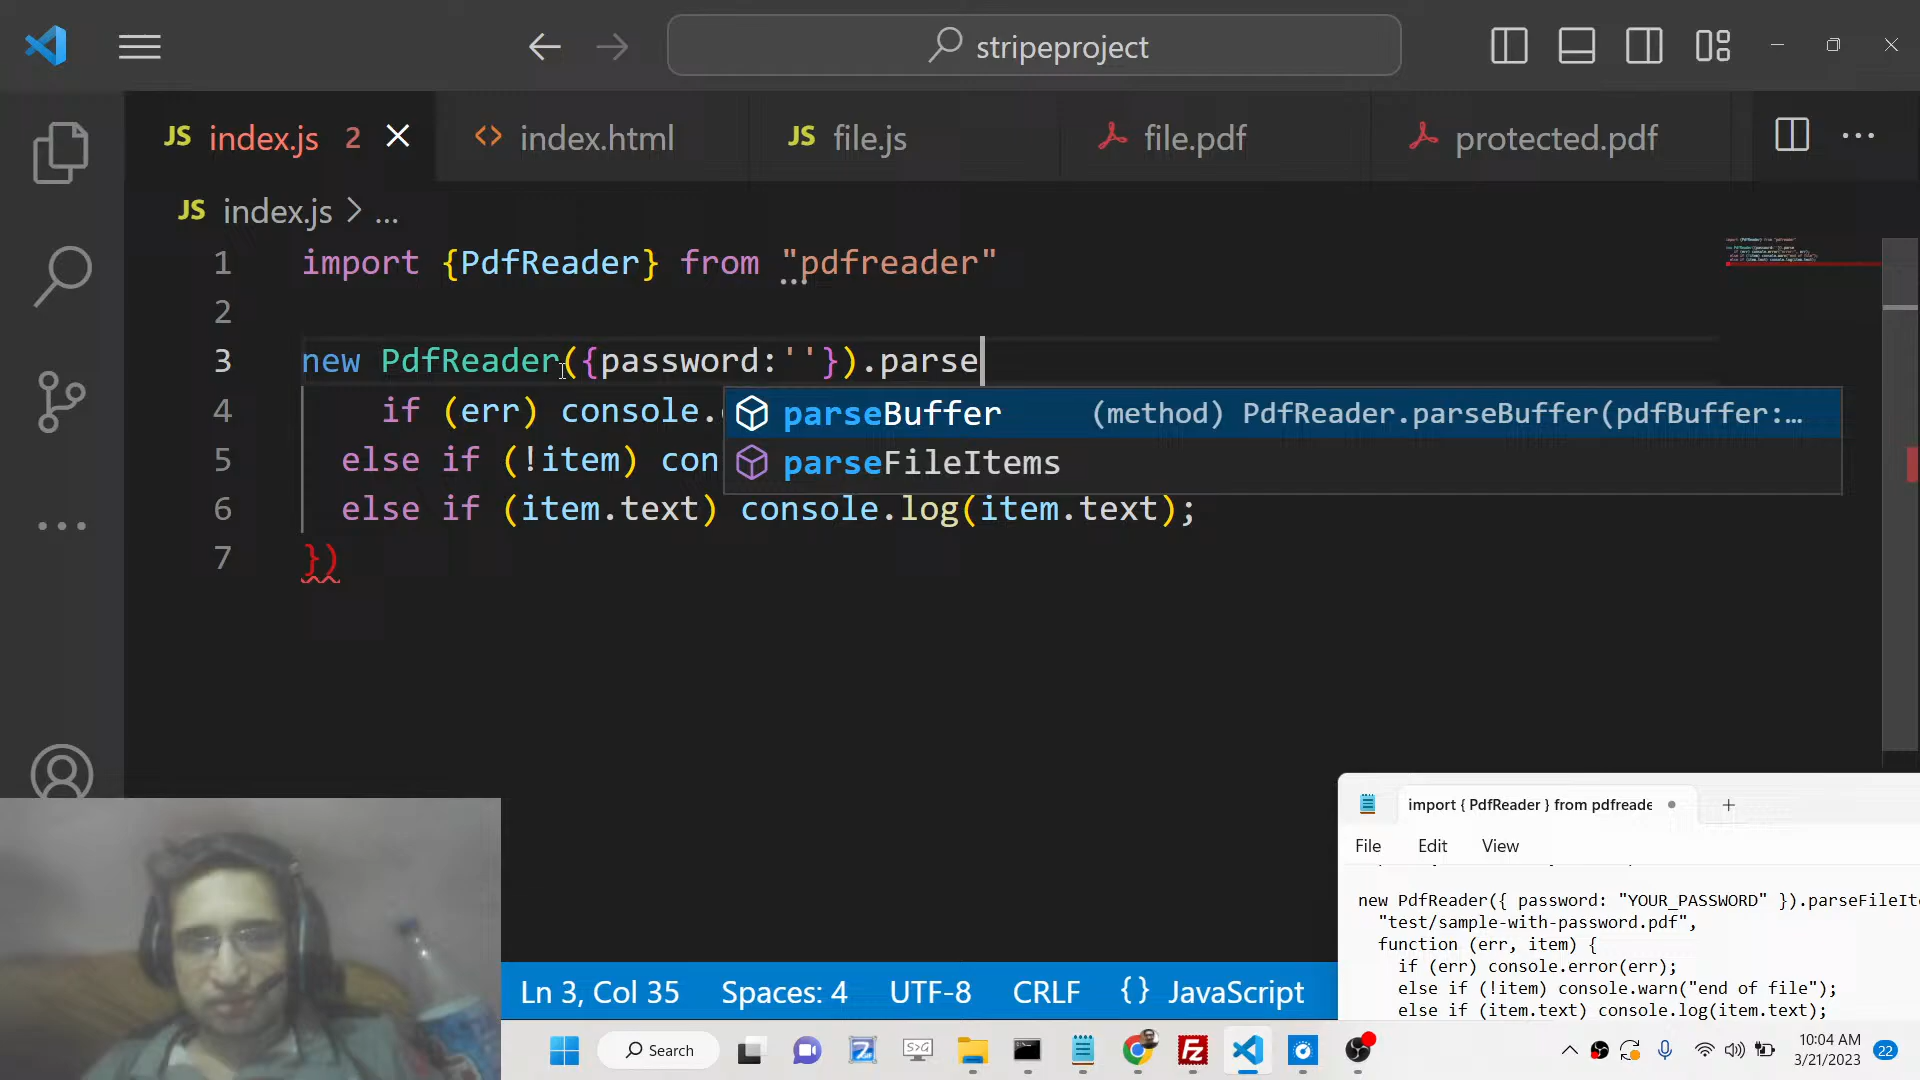 stripeproject
JS index.js 2
<> index.html
JS file.js
file.pdf
protected.pdf
JS index.js > ...
1 import {PdfReader} from "pdfreader"
2
3 new PdfReader({password:''}).parse
parseBuffer (method) PdfReader.parseBuffer(pdfBuffer:…
parseFileItems
4 if (err) console.
5 else if (!item) con
6 else if (item.text) console.log(item.text);
7 })
import { PdfReader } from pdfreade
File Edit View
new PdfReader({ password: "YOUR_PASSWORD" }).parseFileIte
"test/sample-with-password.pdf",
function (err, item) {
if (err) console.error(err);
else if (!item) console.warn("end of file");
else if (item.text) console.log(item.text);
Ln 3, Col 35 Spaces: 4 UTF-8 CRLF {} JavaScript
Search
10:04 AM
3/21/2023
22